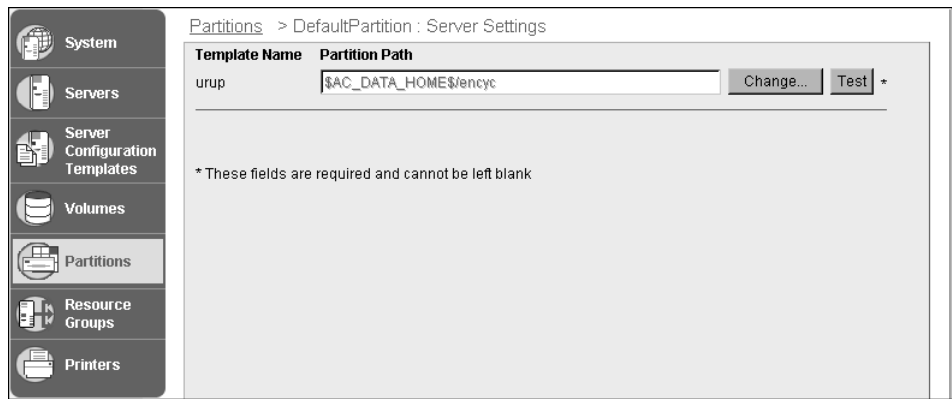 System
Servers
Server
Configuration
Templates
Volumes
Partitions
Resource
Groups
Printers
Partitions > DefaultPartition : Server Settings
Template Name Partition Path
urup $AC_DATA_HOME$/encyc Change... Test *
* These fields are required and cannot be left blank